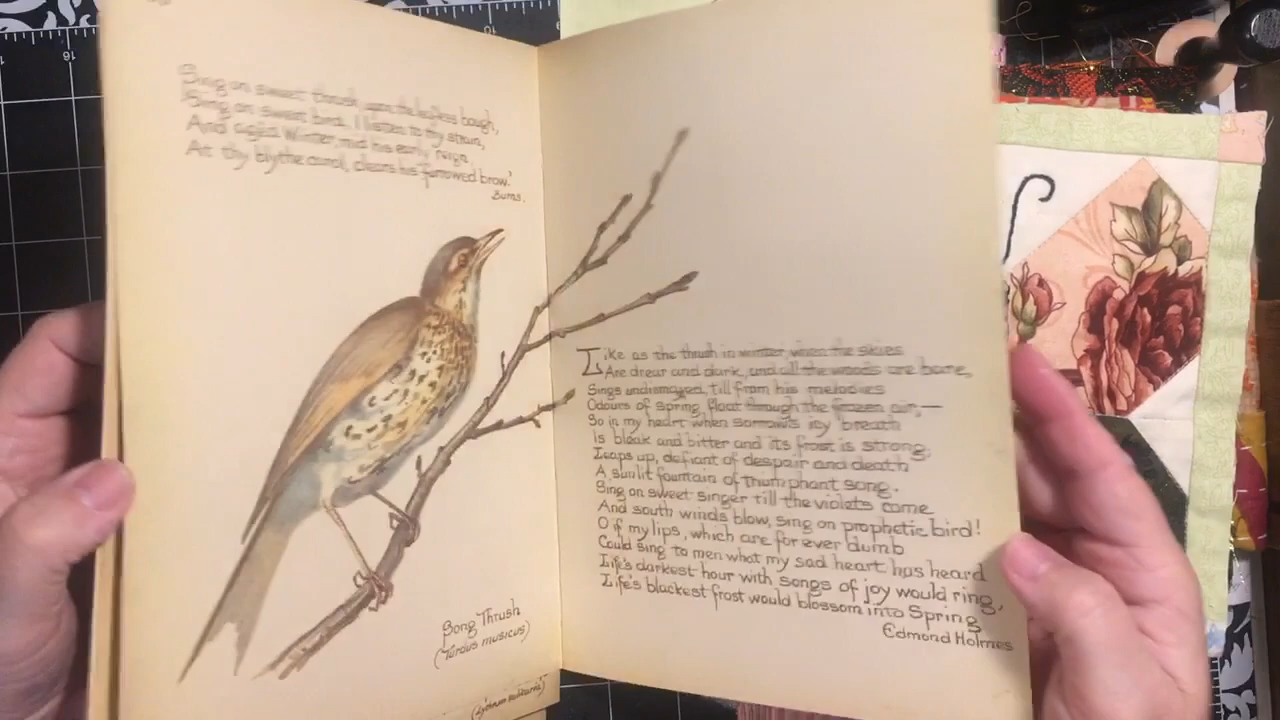 Sing on sweet thrush upon the leafless bough,
Sing on sweet bird, I listen to thy strain,
And aged Winter, mid his early reign,
At thy blythe carol, clears his furrowed brow.'
Burns.
Song Thrush
(Turdus musicus)
Like as the thrush in winter, when the skies
Are drear and dark, and all the woods are bare,
Sings undismayed, till from his melodies
Odours of Spring float through the frozen air,—
So in my heart when sorrow's icy breath
Is bleak and bitter and its frost is strong,
Leaps up, defiant of despair and death
A sunlit fountain of triumphant song.
Sing on sweet singer till the violets come
And south winds blow, sing on prophetic bird!
O if my lips, which are for ever dumb
Could sing to men what my sad heart has heard
Life's darkest hour with songs of joy would ring,
Life's blackest frost would blossom into Spring
Edmond Holmes